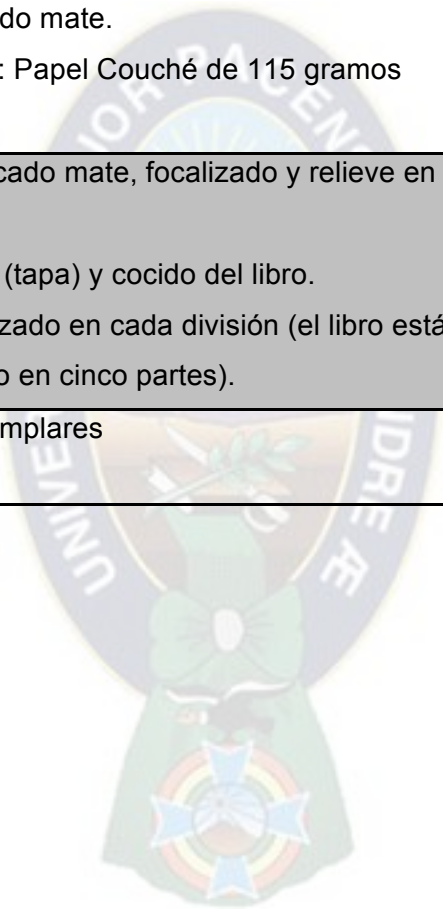 do mate.
: Papel Couché de 115 gramos
cado mate, focalizado y relieve en
(tapa) y cocido del libro.
zado en cada división (el libro está
o en cinco partes).
mplares